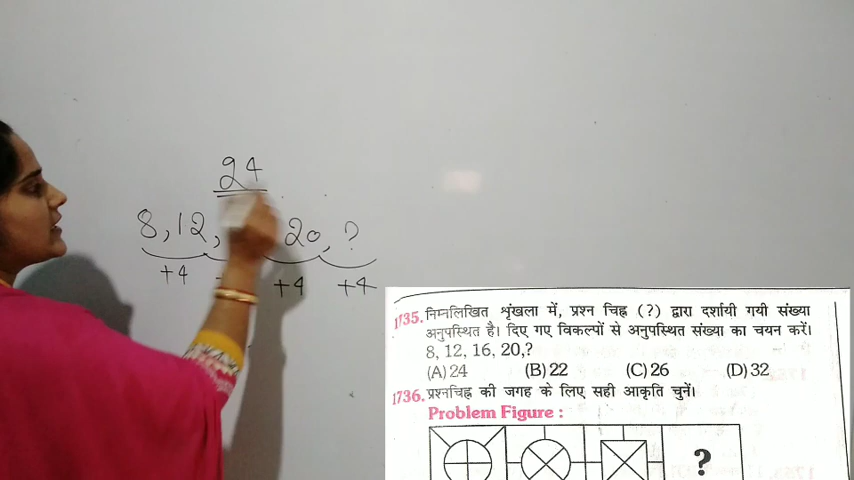 24
8, 12, 20, ?
+4 +4 +4
1735. निम्नलिखित श्रृंखला में, प्रश्न चिह्न (?) द्वारा दर्शायी गयी संख्या
अनुपस्थित है। दिए गए विकल्पों से अनुपस्थित संख्या का चयन करें।
8, 12, 16, 20,?
(A) 24 (B) 22 (C) 26 (D) 32
1736. प्रश्नचिह्न की जगह के लिए सही आकृति चुनें।
Problem Figure :
?